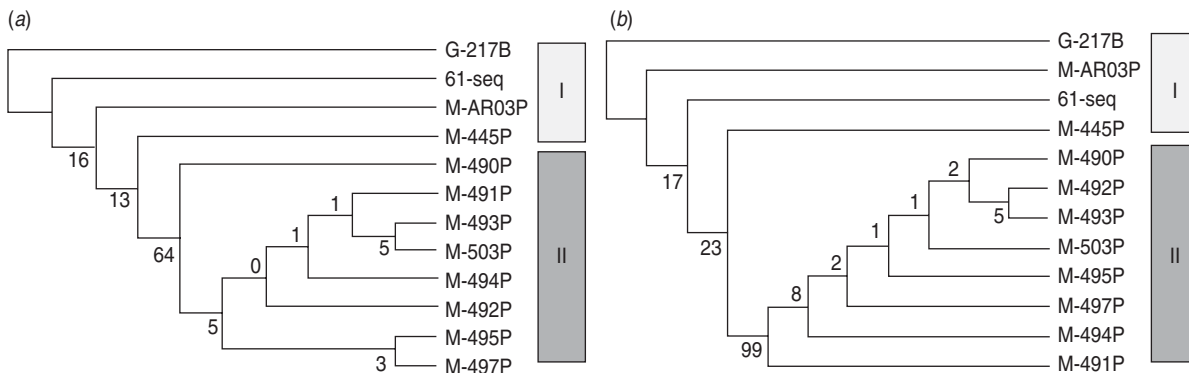 (a)
G-217B
61-seq
M-AR03P
M-445P
M-490P
M-491P
M-493P
M-503P
M-494P
M-492P
M-495P
M-497P
16
13
64
5
0
1
1
5
3
I
II
(b)
G-217B
M-AR03P
61-seq
M-445P
M-490P
M-492P
M-493P
M-503P
M-495P
M-497P
M-494P
M-491P
17
23
99
8
2
1
1
2
5
I
II